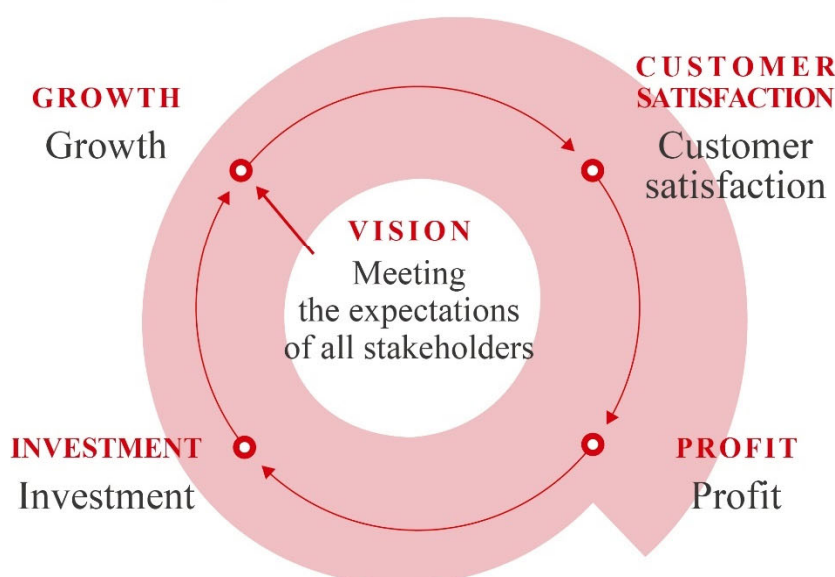 GROWTH
Growth
CUSTOMER
SATISFACTION
Customer
satisfaction
VISION
Meeting
the expectations
of all stakeholders
INVESTMENT
Investment
PROFIT
Profit